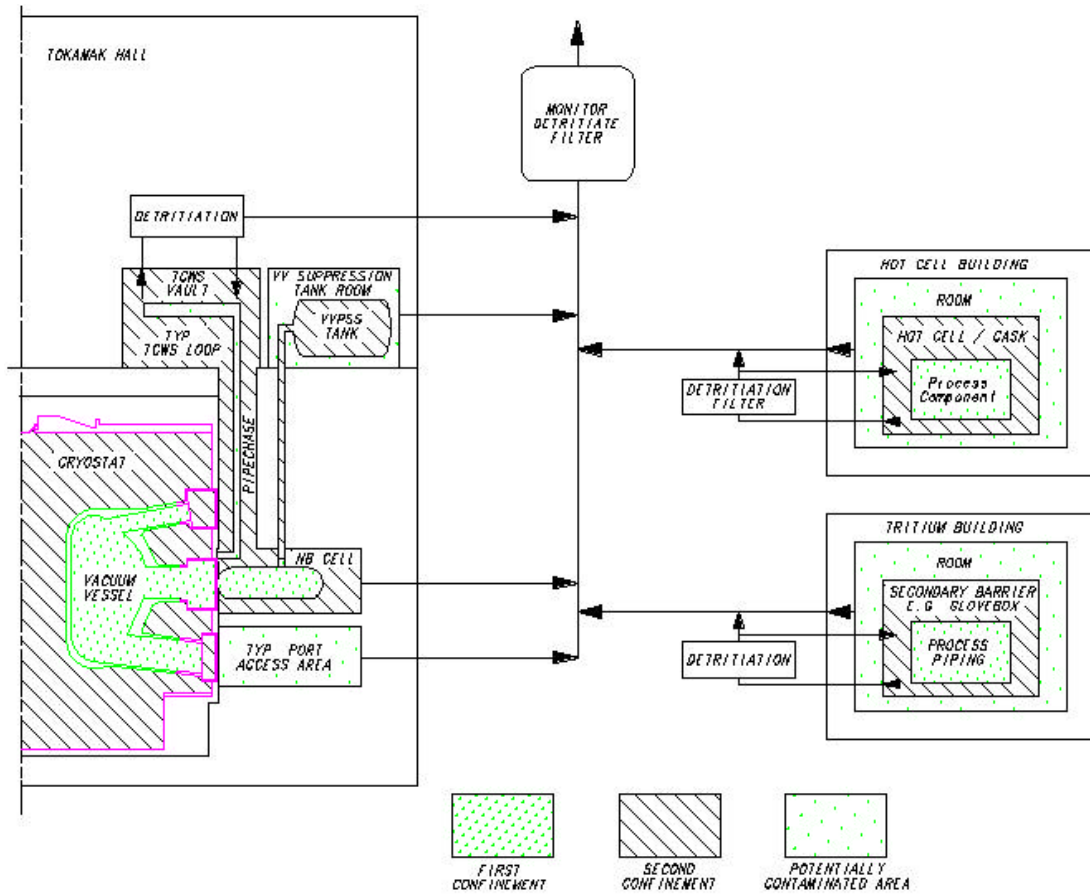 TOKAMAK HALL
MONITOR
DETRITIATE
FILTER
DETRITIATION
TCWS
VAULT
TYP
TCWS LOOP
VV SUPPRESSION
TANK ROOM
VVPSS
TANK
PIPECHASE
CRYOSTAT
VACUUM
VESSEL
NB CELL
TYP PORT
ACCESS AREA
HOT CELL BUILDING
ROOM
HOT CELL / CASK
Process
Component
DETRITIATION
FILTER
TRITIUM BUILDING
ROOM
SECONDARY BARRIER
E.G GLOVEBOX
PROCESS
PIPING
DETRITIATION
FIRST
CONFINEMENT
SECOND
CONFINEMENT
POTENTIALLY
CONTAMINATED AREA